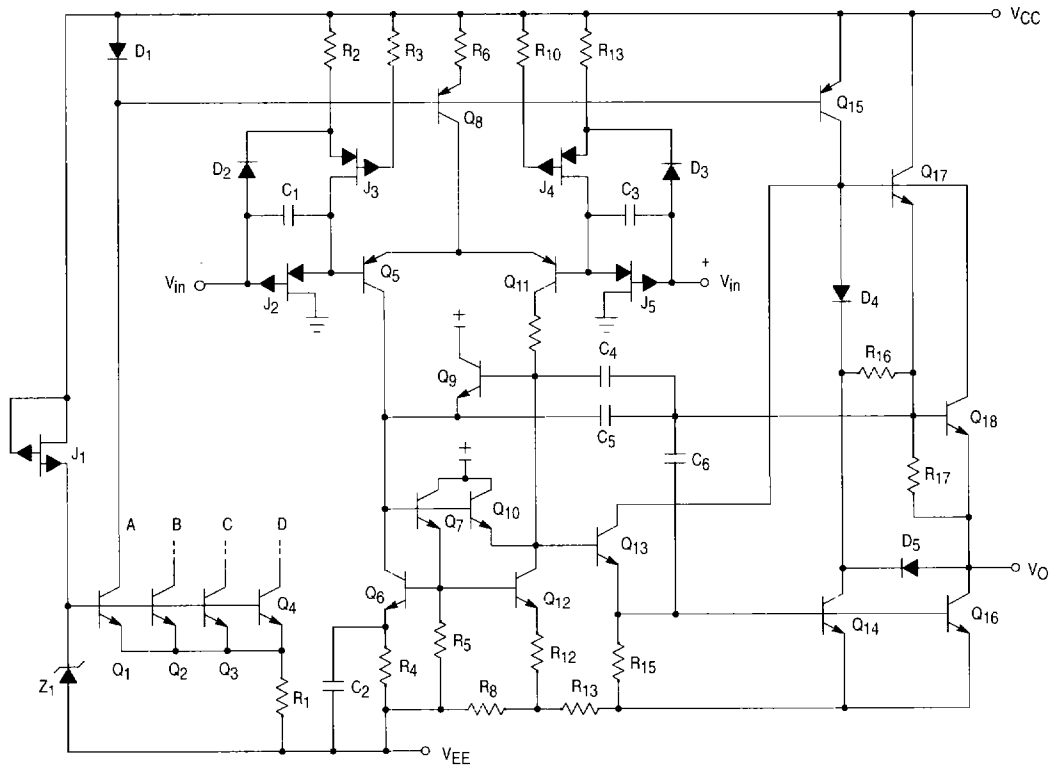 VCC
D1
R2
R3
R6
R10
R13
Q8
Q15
D2
J3
J4
D3
C1
C3
Q17
- Vin
J2
Q5
Q11
J5
+ Vin
D4
+
Q9
C4
R16
C5
Q18
J1
C6
R17
+
Q7
Q10
A B C D
Q13
D5
VO
Q6
Q12
Q4
Q14
Q16
Q1 Q2 Q3
Z1
R1
C2
R4
R5
R12
R15
R8
R13
VEE